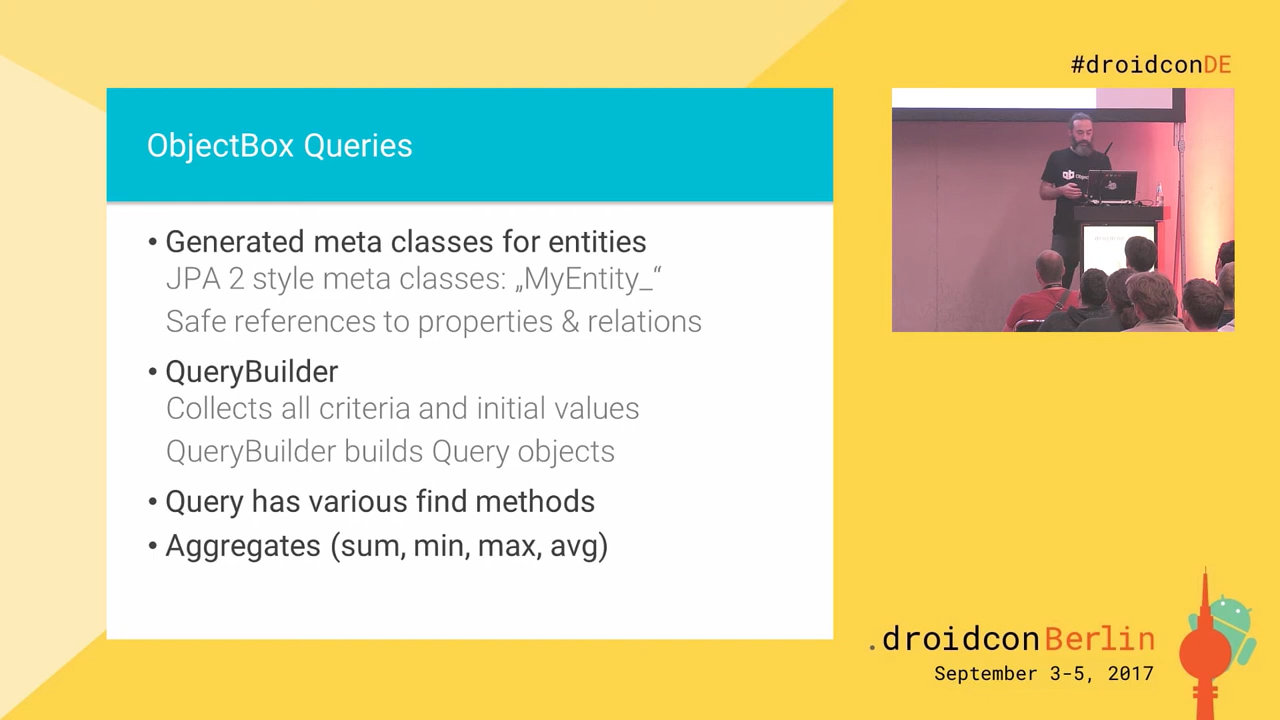 #droidconDE
ObjectBox Queries
• Generated meta classes for entities
JPA 2 style meta classes: „MyEntity_“
Safe references to properties & relations
• QueryBuilder
Collects all criteria and initial values
QueryBuilder builds Query objects
• Query has various find methods
• Aggregates (sum, min, max, avg)
.droidconBerlin
September 3-5, 2017